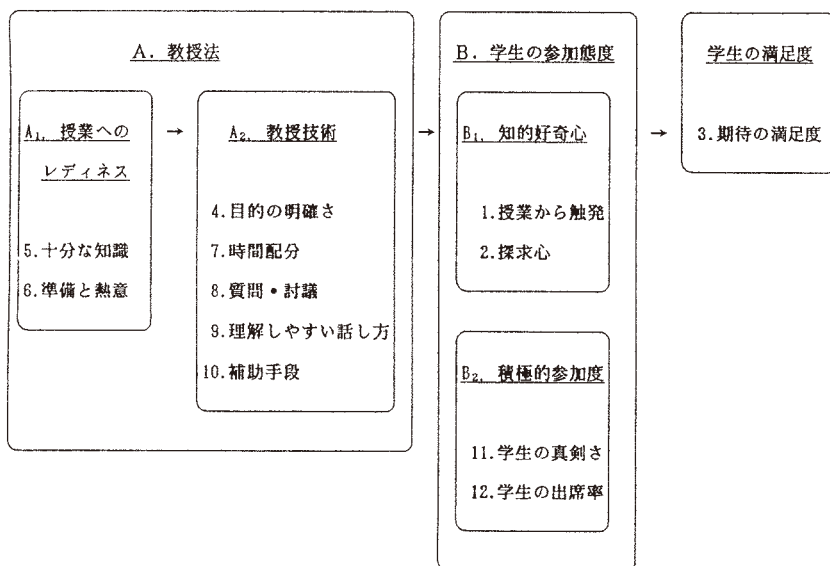 A. 教授法
A₁. 授業への
レディネス
5.十分な知識
6.準備と熱意
→
A₂. 教授技術
4.目的の明確さ
7.時間配分
8.質問・討議
9.理解しやすい話し方
10.補助手段
→
B. 学生の参加態度
B₁. 知的好奇心
1.授業から触発
2.探求心
B₂. 積極的参加度
11.学生の真剣さ
12.学生の出席率
→
学生の満足度
3.期待の満足度